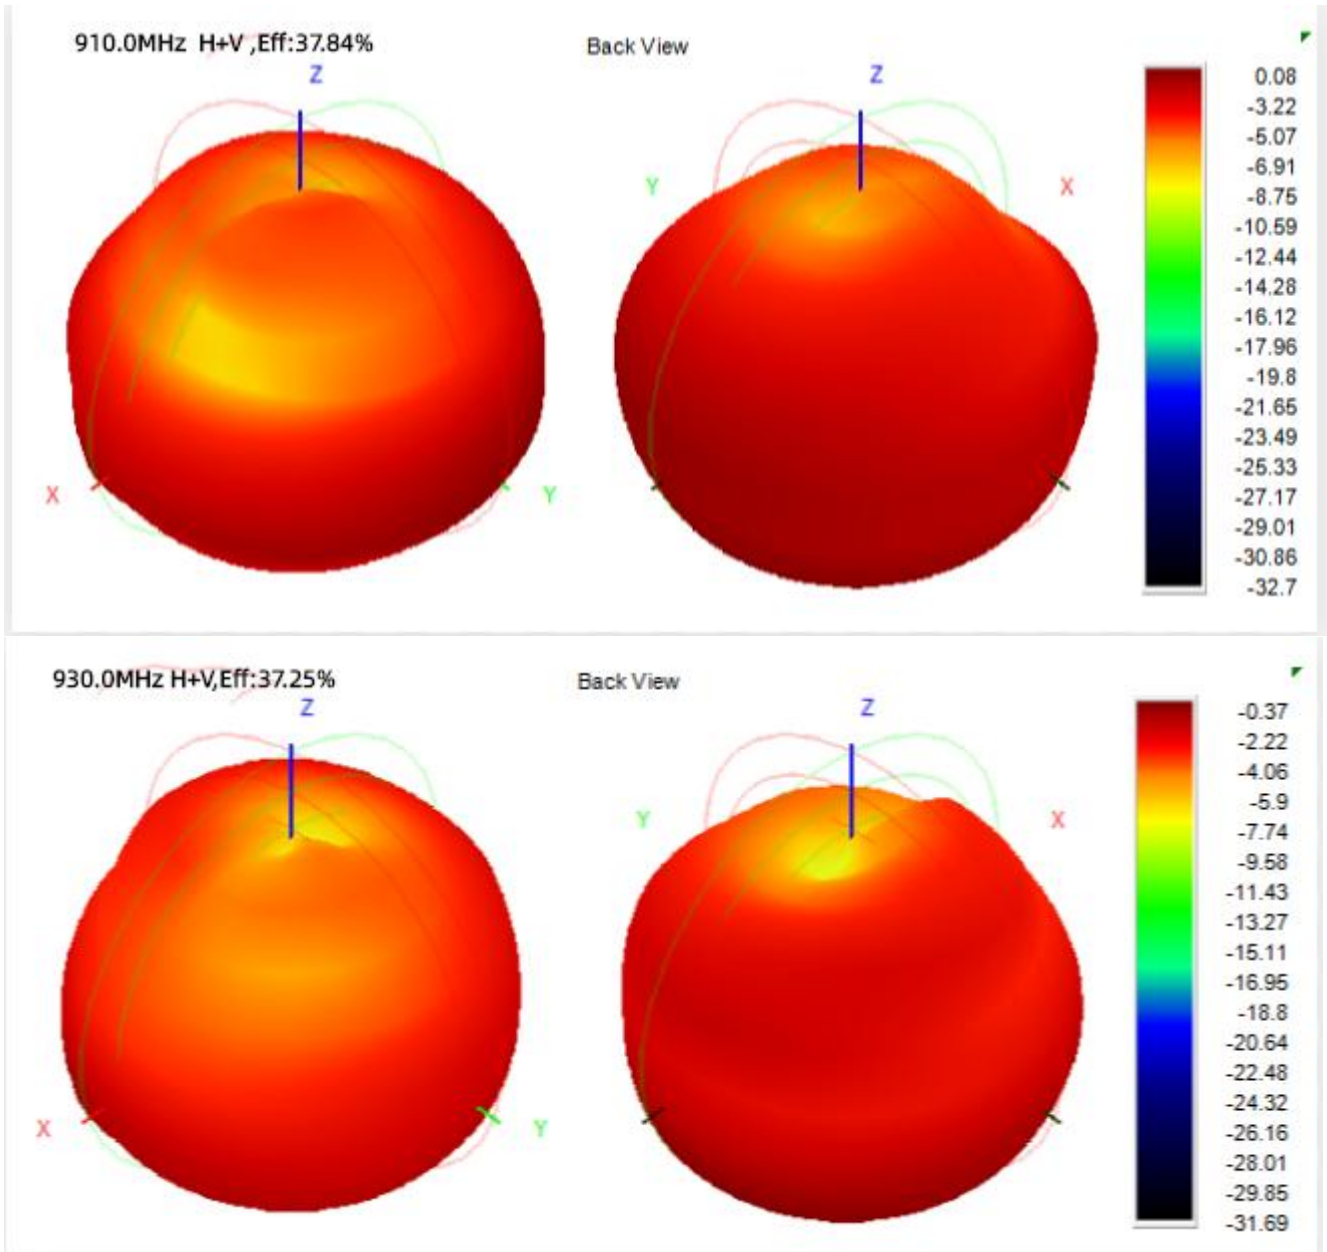 910.0MHz H+V ,Eff:37.84%
Back View
Z
Z
Y
X
X
Y
0.08
-3.22
-5.07
-6.91
-8.75
-10.59
-12.44
-14.28
-16.12
-17.96
-19.8
-21.65
-23.49
-25.33
-27.17
-29.01
-30.86
-32.7
930.0MHz H+V,Eff:37.25%
Back View
Z
Z
Y
X
X
Y
-0.37
-2.22
-4.06
-5.9
-7.74
-9.58
-11.43
-13.27
-15.11
-16.95
-18.8
-20.64
-22.48
-24.32
-26.16
-28.01
-29.85
-31.69